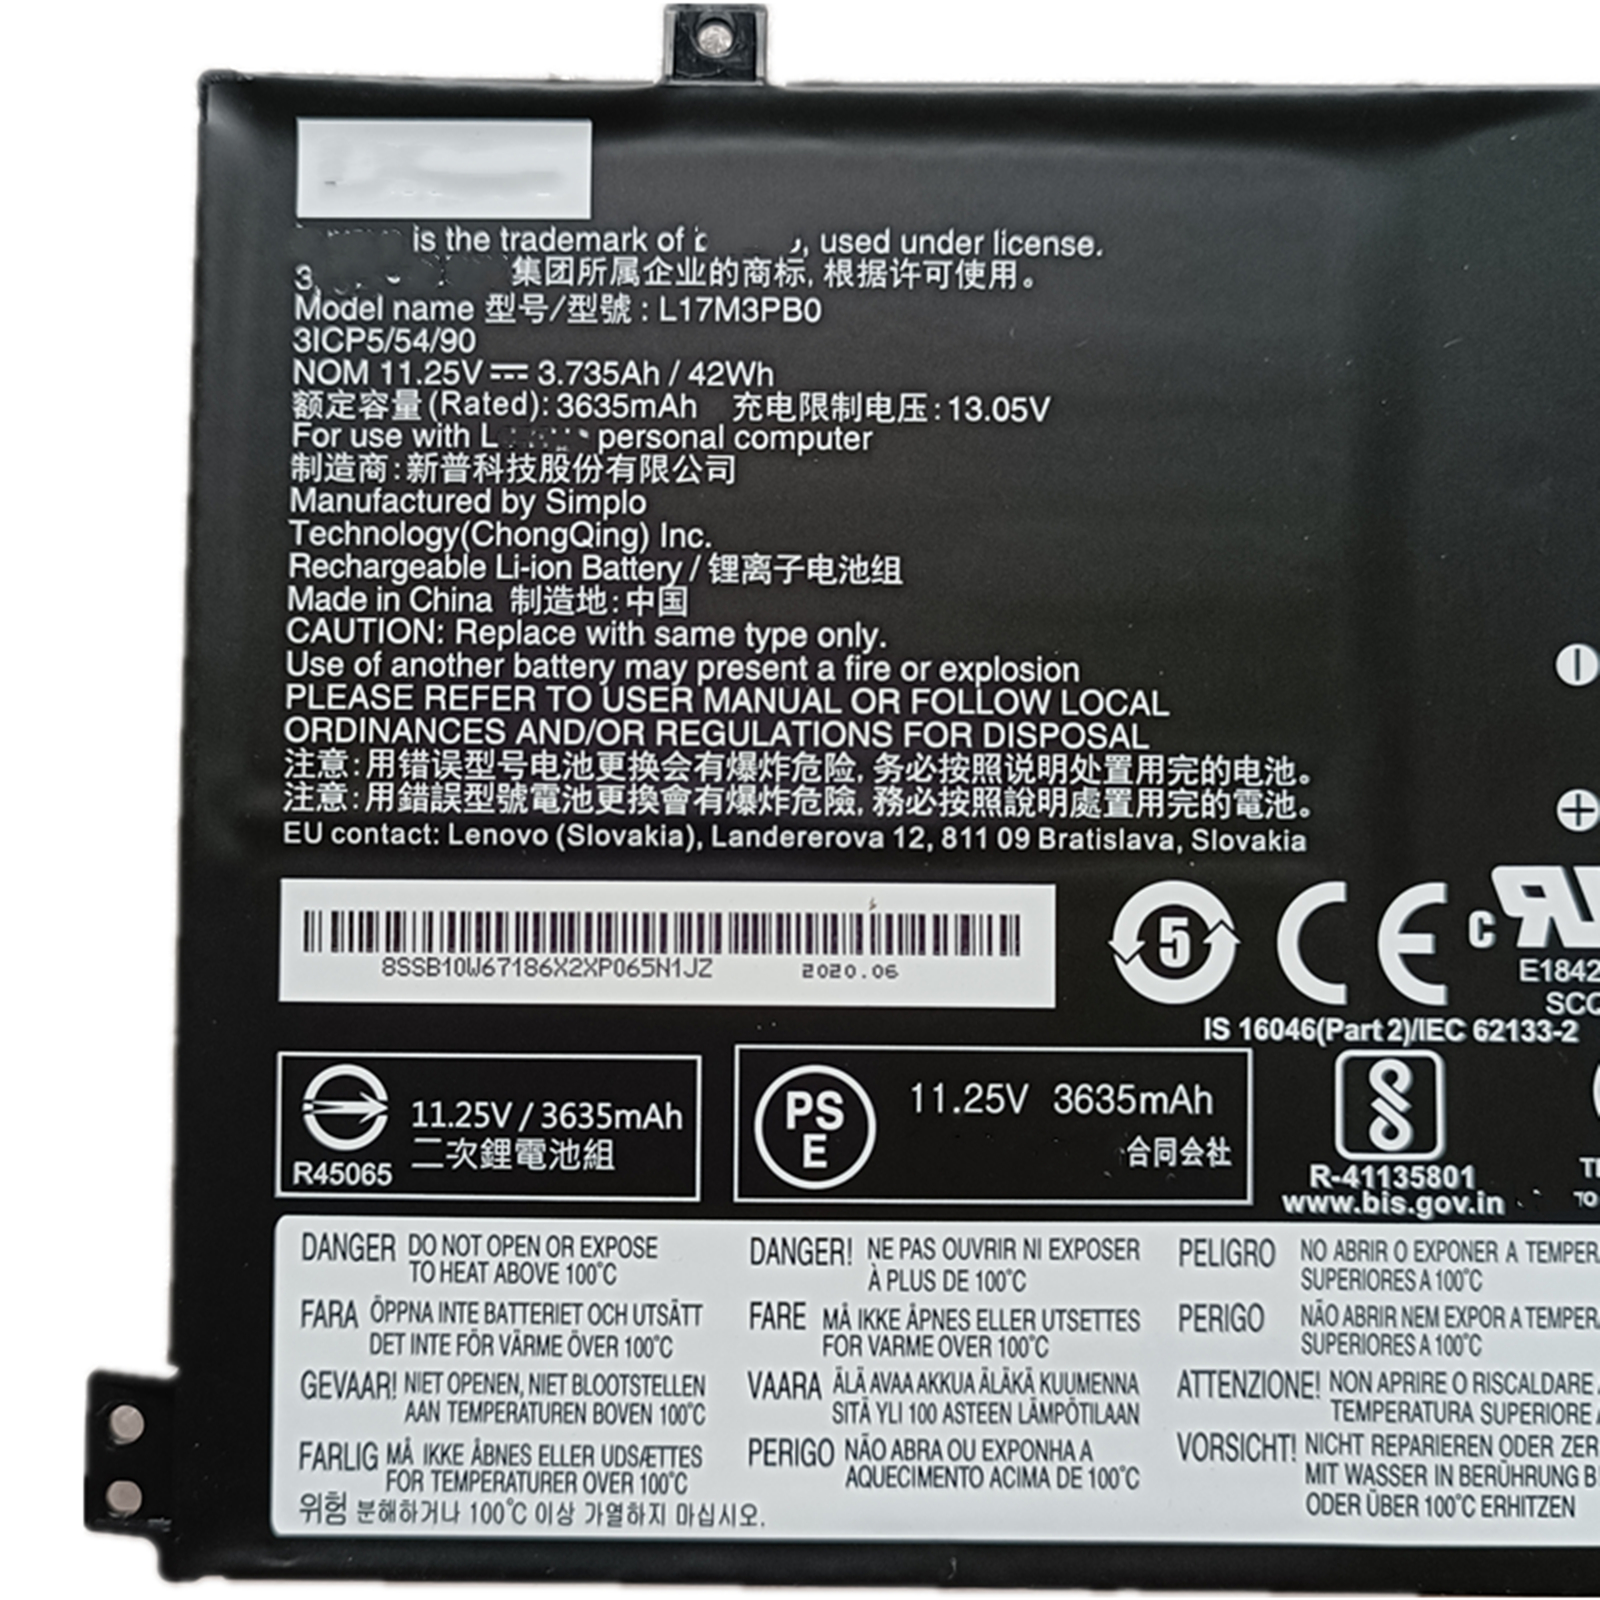 is the trademark of , used under license.
集团所属企业的商标, 根据许可使用。
Model name 型号/型號 : L17M3PB0
3ICP5/54/90
NOM 11.25V ⎓ 3.735Ah / 42Wh
额定容量 (Rated): 3635mAh 充电限制电压: 13.05V
For use with personal computer
制造商: 新普科技股份有限公司
Manufactured by Simplo
Technology(ChongQing) Inc.
Rechargeable Li-ion Battery / 锂离子电池组
Made in China 制造地: 中国
CAUTION: Replace with same type only.
Use of another battery may present a fire or explosion
PLEASE REFER TO USER MANUAL OR FOLLOW LOCAL
ORDINANCES AND/OR REGULATIONS FOR DISPOSAL
注意: 用错误型号电池更换会有爆炸危险, 务必按照说明处置用完的电池。
注意: 用錯誤型號電池更換會有爆炸危險, 務必按照說明處置用完的電池。
EU contact: Lenovo (Slovakia), Landererova 12, 811 09 Bratislava, Slovakia
8SSB10W67186X2XP065N1JZ 2020.06
5 CE c
E1842
SCQ
IS 16046(Part 2)/IEC 62133-2
11.25V / 3635mAh
二次鋰電池組
R45065
PS
E
11.25V 3635mAh
合同会社
R-41135801
www.bis.gov.in
TO
DANGER DO NOT OPEN OR EXPOSE
TO HEAT ABOVE 100°C
DANGER! NE PAS OUVRIR NI EXPOSER
À PLUS DE 100°C
PELIGRO NO ABRIR O EXPONER A TEMPER
SUPERIORES A 100°C
FARA ÖPPNA INTE BATTERIET OCH UTSÄTT
DET INTE FÖR VÄRME ÖVER 100°C
FARE MÅ IKKE ÅPNES ELLER UTSETTES
FOR VARME OVER 100°C
PERIGO NÃO ABRIR NEM EXPOR A TEMPER
SUPERIORES A 100°C
GEVAAR! NIET OPENEN, NIET BLOOTSTELLEN
AAN TEMPERATUREN BOVEN 100°C
VAARA ÄLÄ AVAA AKKUA ÄLÄKÄ KUUMENNA
SITÄ YLI 100 ASTEEN LÄMPÖTILAAN
ATTENZIONE! NON APRIRE O RISCALDARE A
TEMPERATURA SUPERIORE A
FARLIG MÅ IKKE ÅBNES ELLER UDSÆTTES
FOR TEMPERATURER OVER 100°C
PERIGO NÃO ABRA OU EXPONHA A
AQUECIMENTO ACIMA DE 100°C
VORSICHT! NICHT REPARIEREN ODER ZER
MIT WASSER IN BERÜHRUNG B
ODER ÜBER 100°C ERHITZEN
위험 분해하거나 100°C 이상 가열하지 마십시오.